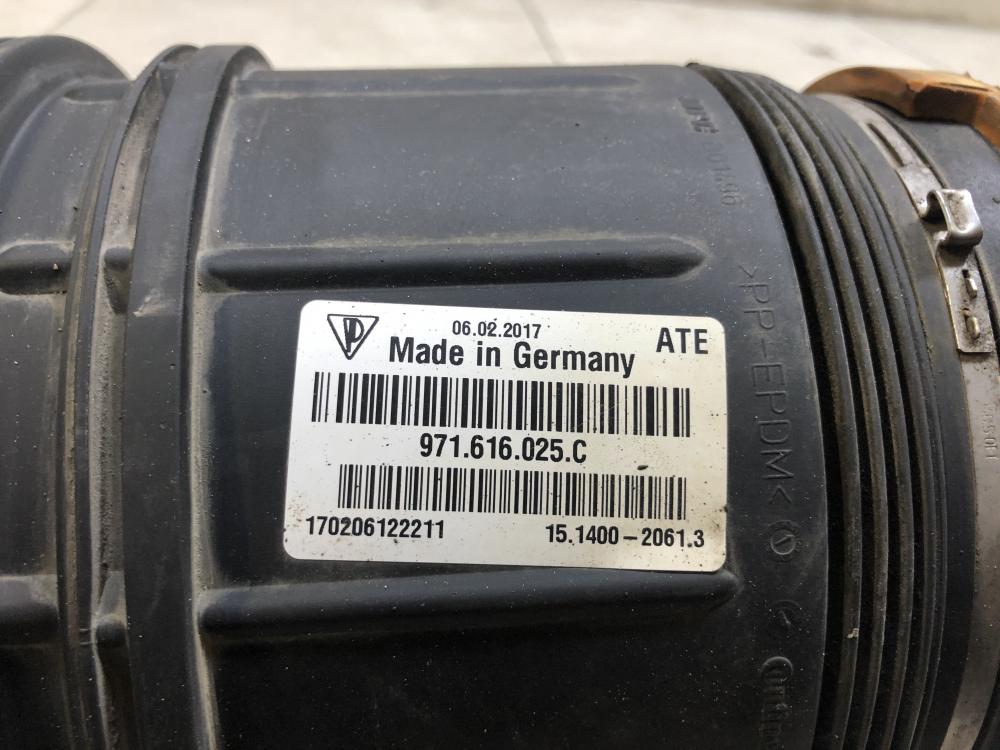 06.02.2017
ATE
Made in Germany
971.616.025.C
170206122211
15.1400-2061.3
>PP-EPDM<